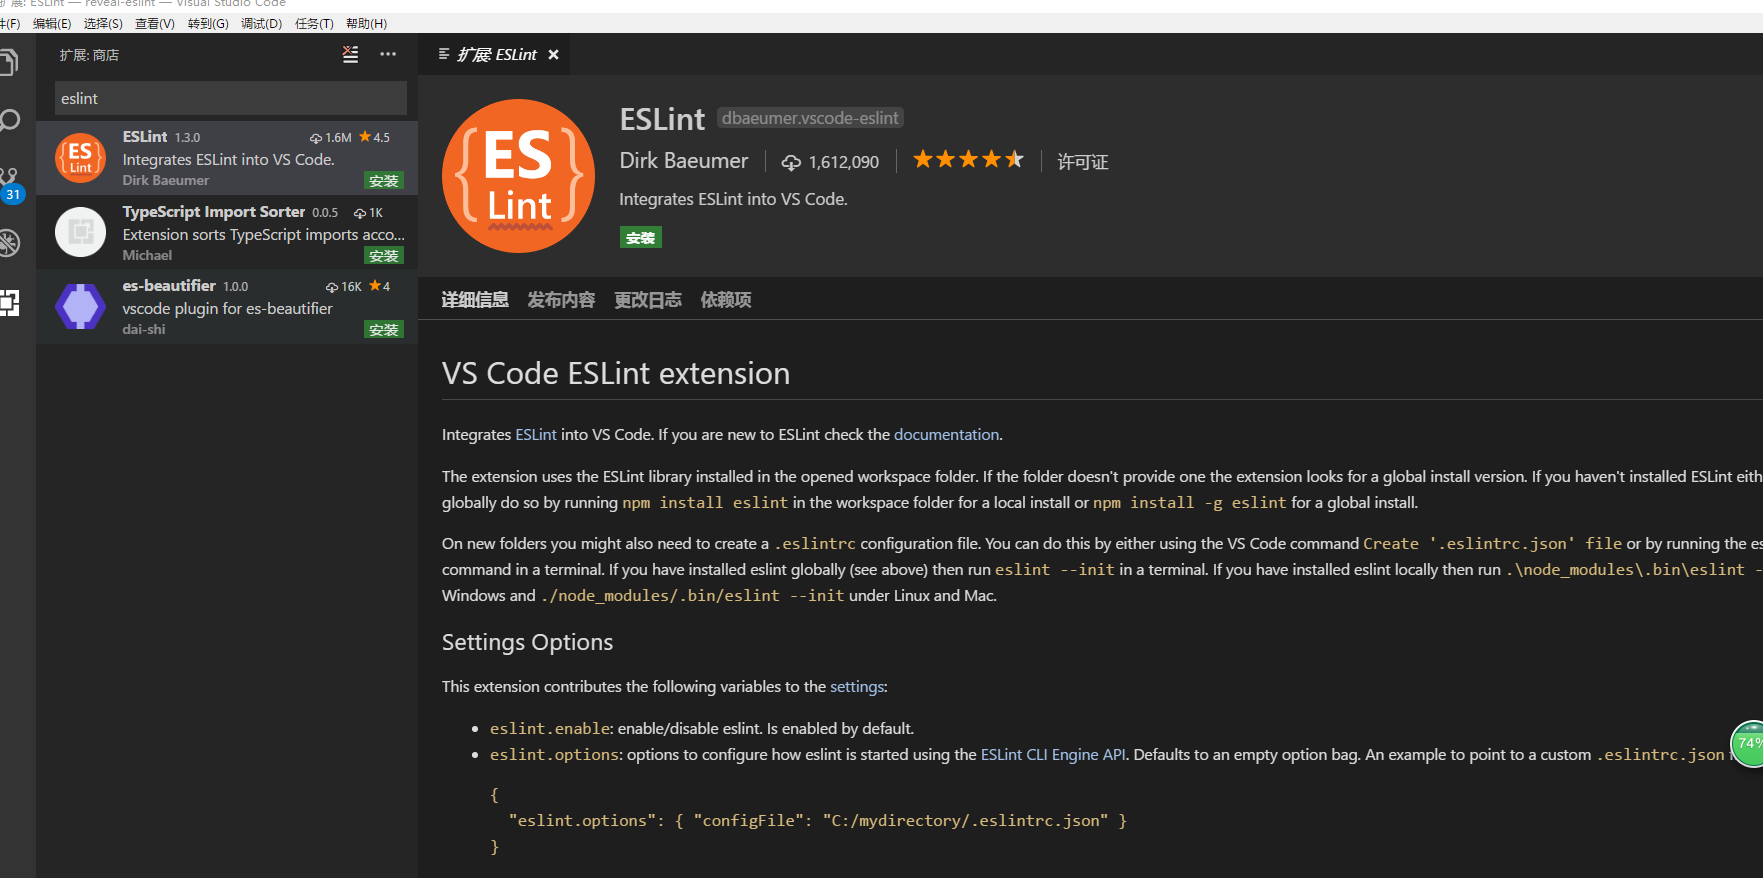 扩展: ESLint — reveal-eslint — Visual Studio Code
件(F) 编辑(E) 选择(S) 查看(V) 转到(G) 调试(D) 任务(T) 帮助(H)
扩展: 商店
eslint
ESLint 1.3.0 1.6M 4.5
Integrates ESLint into VS Code.
Dirk Baeumer 安装
TypeScript Import Sorter 0.0.5 1K
Extension sorts TypeScript imports acco...
Michael 安装
es-beautifier 1.0.0 16K 4
vscode plugin for es-beautifier
dai-shi 安装
31
扩展: ESLint
{ES Lint}
ESLint dbaeumer.vscode-eslint
Dirk Baeumer 1,612,090 许可证
Integrates ESLint into VS Code.
安装
详细信息 发布内容 更改日志 依赖项
VS Code ESLint extension
Integrates ESLint into VS Code. If you are new to ESLint check the documentation.
The extension uses the ESLint library installed in the opened workspace folder. If the folder doesn't provide one the extension looks for a global install version. If you haven't installed ESLint eith
globally do so by running npm install eslint in the workspace folder for a local install or npm install -g eslint for a global install.
On new folders you might also need to create a .eslintrc configuration file. You can do this by either using the VS Code command Create '.eslintrc.json' file or by running the es
command in a terminal. If you have installed eslint globally (see above) then run eslint --init in a terminal. If you have installed eslint locally then run .\node_modules\.bin\eslint -
Windows and ./node_modules/.bin/eslint --init under Linux and Mac.
Settings Options
This extension contributes the following variables to the settings:
• eslint.enable: enable/disable eslint. Is enabled by default.
• eslint.options: options to configure how eslint is started using the ESLint CLI Engine API. Defaults to an empty option bag. An example to point to a custom .eslintrc.json
74%
{
"eslint.options": { "configFile": "C:/mydirectory/.eslintrc.json" }
}